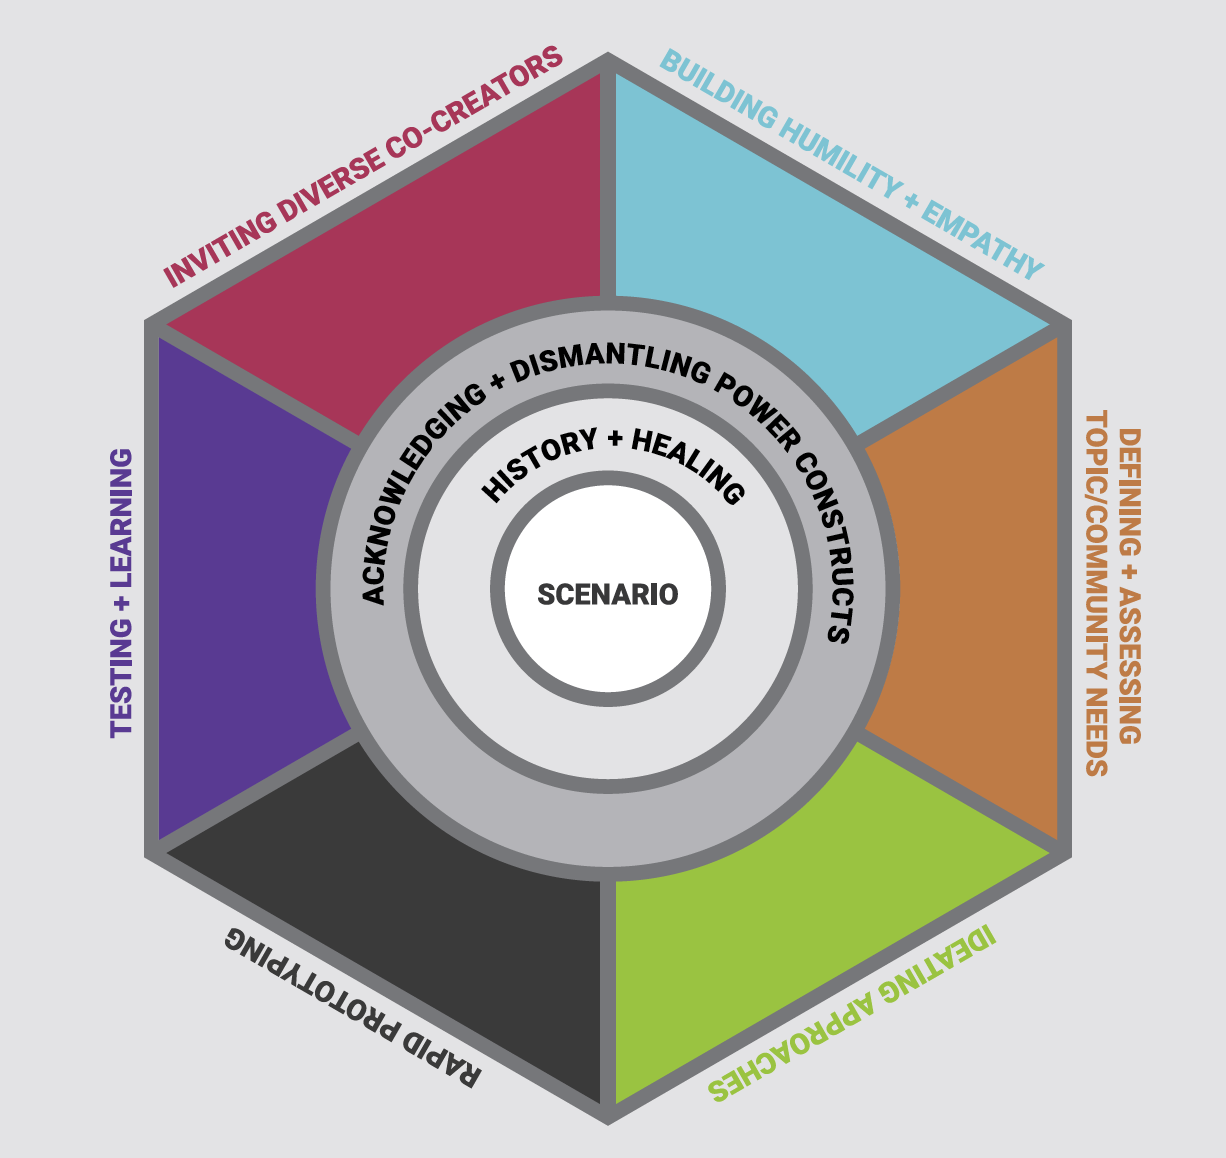 INVITING DIVERSE CO-CREATORS
BUILDING HUMILITY + EMPATHY
DEFINING + ASSESSING
TOPIC/COMMUNITY NEEDS
IDEATING APPROACHES
RAPID PROTOTYPING
TESTING + LEARNING
ACKNOWLEDGING + DISMANTLING POWER CONSTRUCTS
HISTORY + HEALING
SCENARIO